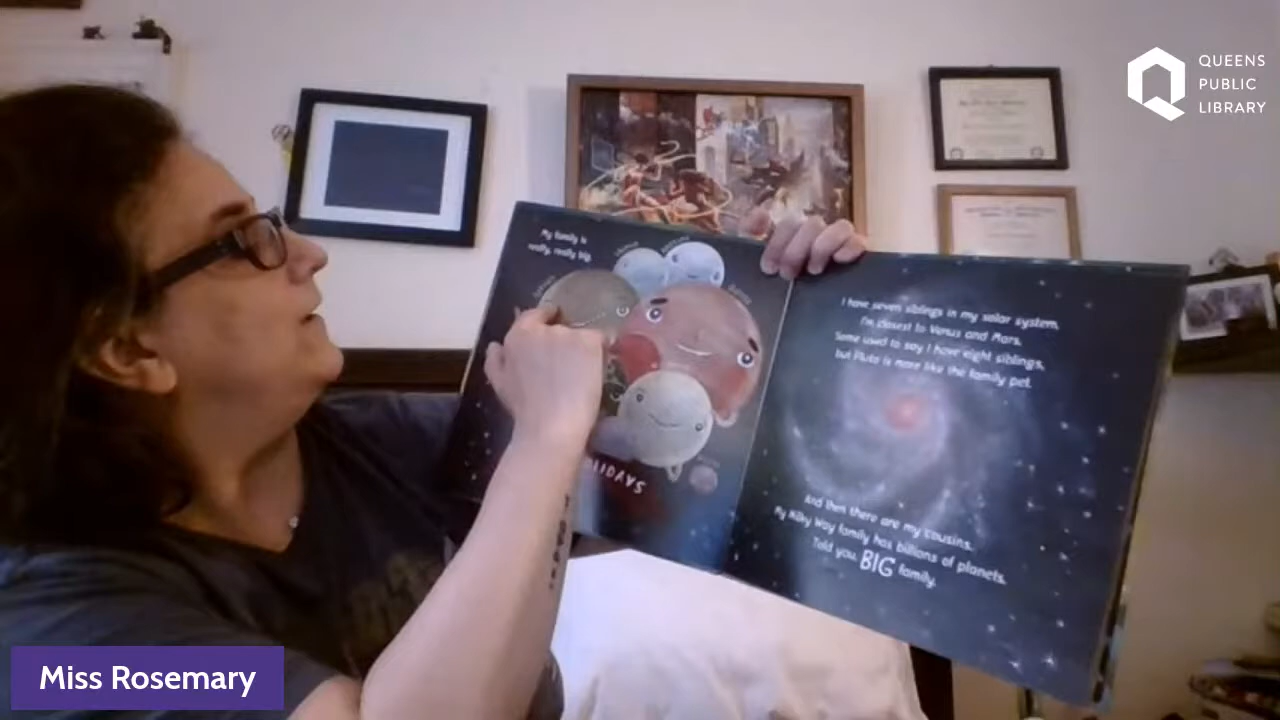 QUEENS
PUBLIC
LIBRARY
My family is
really, really big.
I have seven siblings in my solar system.
I'm closest to Venus and Mars.
Some used to say I have eight siblings,
but Pluto is more like the family pet.
And then there are my cousins.
My Milky Way family has billions of planets.
Told you. BIG family.
Miss Rosemary